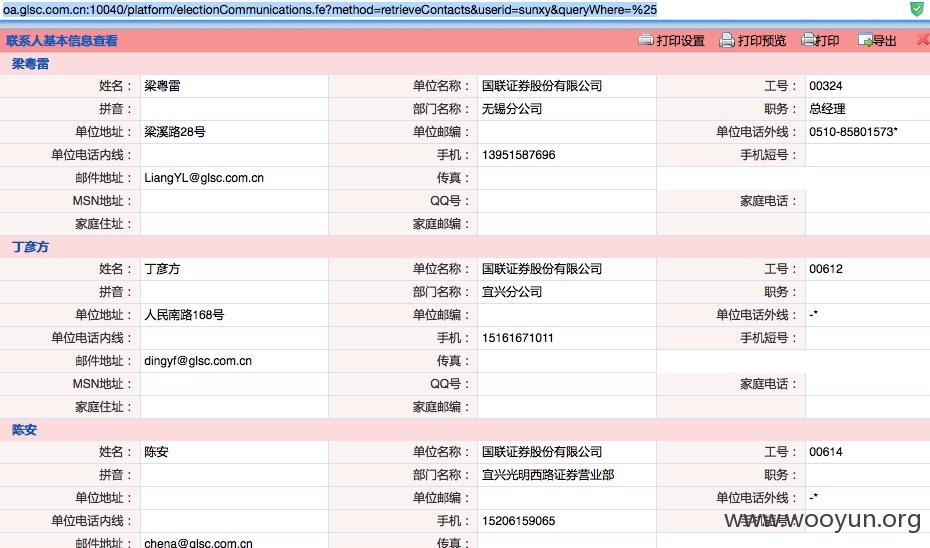 oa.glsc.com.cn:10040/platform/electionCommunications.fe?method=retrieveContacts&userid=sunxy&queryWhere=%25
联系人基本信息查看 打印设置 打印预览 打印 导出
梁粤雷
姓名： 梁粤雷 单位名称： 国联证券股份有限公司 工号： 00324
拼音： 部门名称： 无锡分公司 职务： 总经理
单位地址： 梁溪路28号 单位邮编： 单位电话外线： 0510-85801573*
单位电话内线： 手机： 13951587696 手机短号：
邮件地址： LiangYL@glsc.com.cn 传真：
MSN地址： QQ号： 家庭电话：
家庭住址： 家庭邮编：
丁彦方
姓名： 丁彦方 单位名称： 国联证券股份有限公司 工号： 00612
拼音： 部门名称： 宜兴分公司 职务：
单位地址： 人民南路168号 单位邮编： 单位电话外线： -*
单位电话内线： 手机： 15161671011 手机短号：
邮件地址： dingyf@glsc.com.cn 传真：
MSN地址： QQ号： 家庭电话：
家庭住址： 家庭邮编：
陈安
姓名： 陈安 单位名称： 国联证券股份有限公司 工号： 00614
拼音： 部门名称： 宜兴光明西路证券营业部 职务：
单位地址： 单位邮编： 单位电话外线： -*
单位电话内线： 手机： 15206159065 手机短号：
www.wooyun.org
邮件地址： chena@glsc.com.cn 传真：